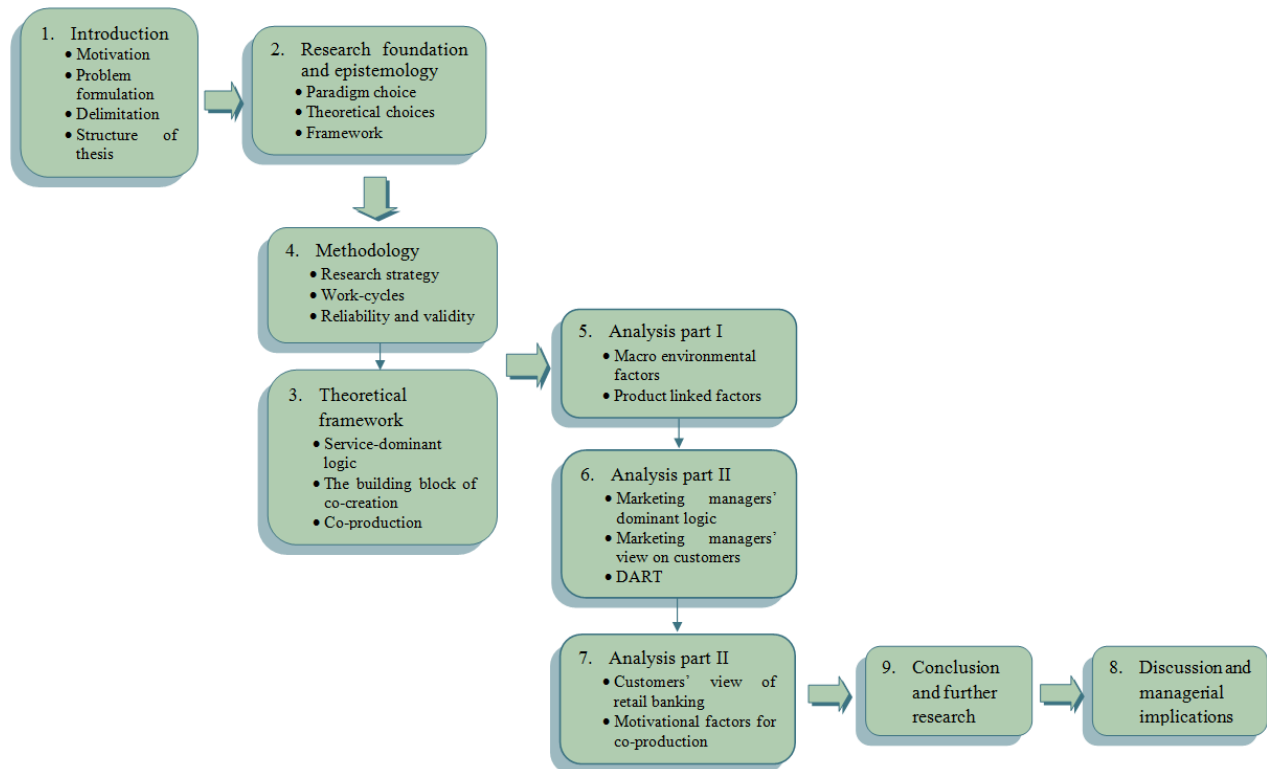 1. Introduction
• Motivation
• Problem
formulation
• Delimitation
• Structure of
thesis
2. Research foundation
and epistemology
• Paradigm choice
• Theoretical choices
• Framework
4. Methodology
• Research strategy
• Work-cycles
• Reliability and validity
3. Theoretical
framework
• Service-dominant
logic
• The building block of
co-creation
• Co-production
5. Analysis part I
• Macro environmental
factors
• Product linked factors
6. Analysis part II
• Marketing managers’
dominant logic
• Marketing managers’
view on customers
• DART
7. Analysis part II
• Customers’ view of
retail banking
• Motivational factors for
co-production
9. Conclusion
and further
research
8. Discussion and
managerial
implications